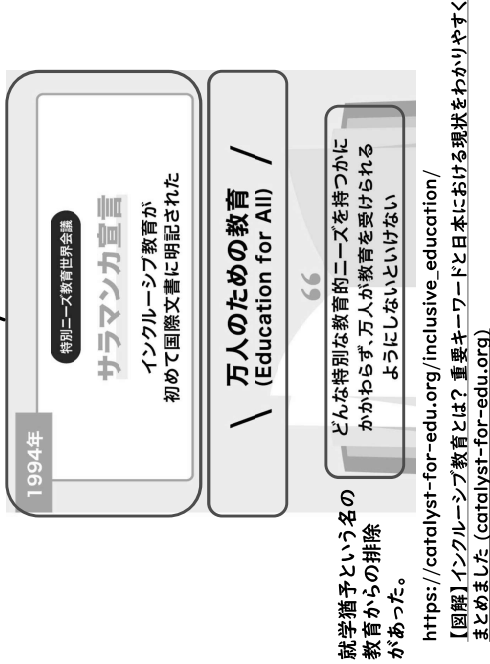 1994年
特別ニーズ教育世界会議
サラマンカ宣言
インクルーシブ教育が
初めて国際文書に明記された
万人のための教育
(Education for All)
どんな特別な教育的ニーズを持つかに
かかわらず、万人が教育を受けられる
ようにしないといけない
就学猶予という名の
教育からの排除
があった。
https://catalyst-for-edu.org/inclusive_education/
【図解】インクルーシブ教育とは？ 重要キーワードと日本における現状をわかりやすく
まとめました (catalyst-for-edu.org)